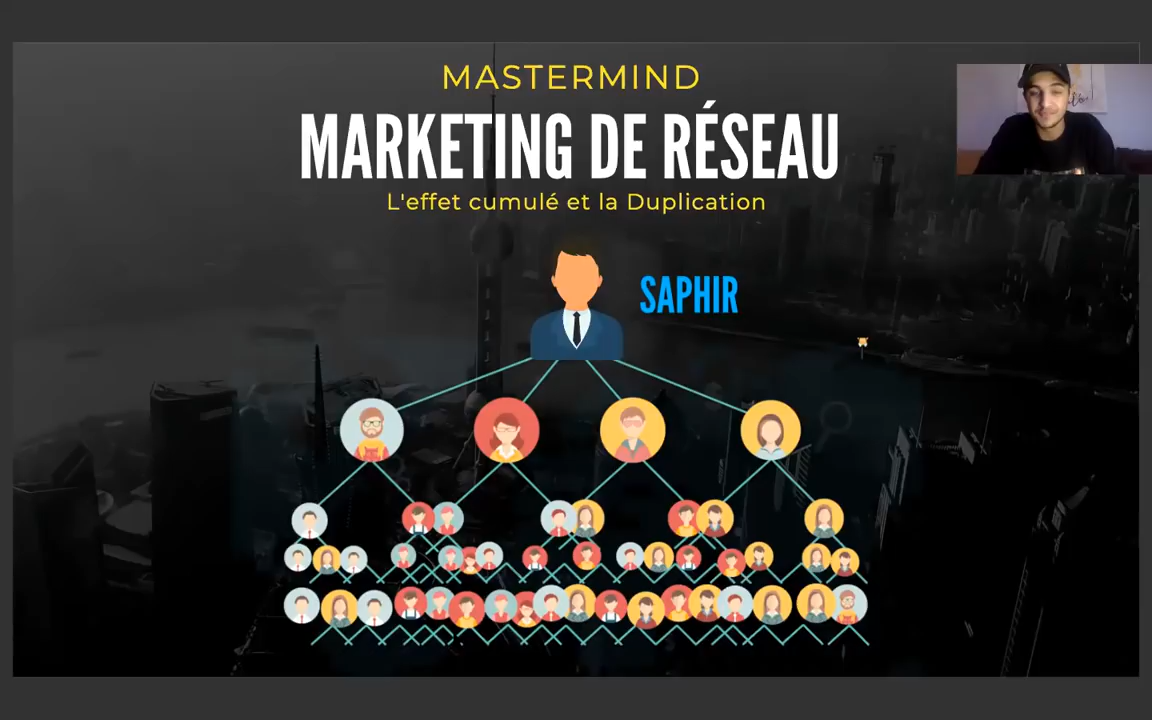 MASTERMIND
MARKETING DE RÉSEAU
L'effet cumulé et la Duplication
SAPHIR